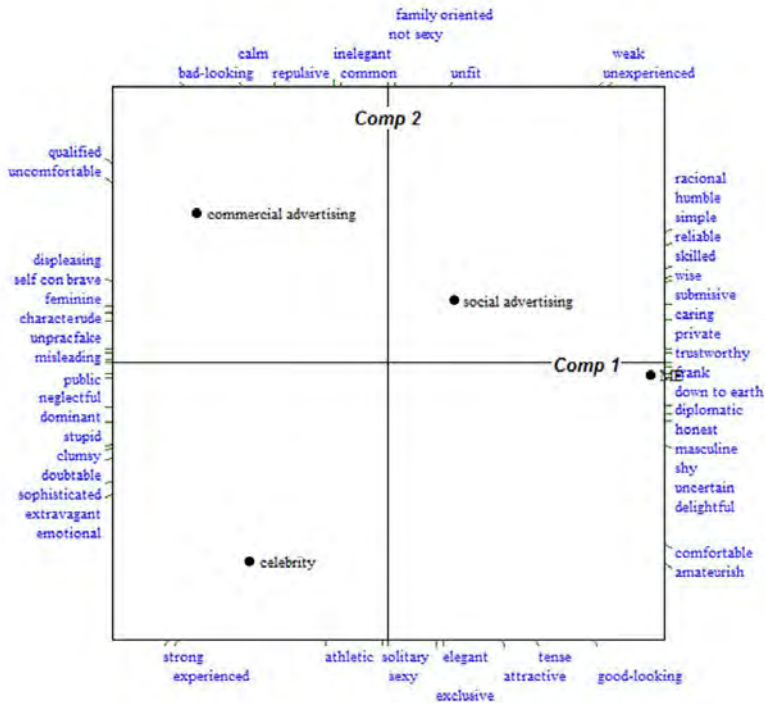 family oriented
not sexy
calm inelegant weak
bad-looking repulsive common unfit unexperienced
Comp 2
qualified
uncomfortable
commercial advertising
displeasing
self con brave
feminine
characterude
unpracfake
misleading
public
neglectful
dominant
stupid
clumsy
doubtable
sophisticated
extravagant
emotional
social advertising
Comp 1
celebrity
racional
humble
simple
reliable
skilled
wise
submisive
caring
private
trustworthy
frank
down to earth
diplomatic
honest
masculine
shy
uncertain
delightful
comfortable
amateurish
strong athletic solitary elegant tense
experienced sexy attractive good-looking
exclusive